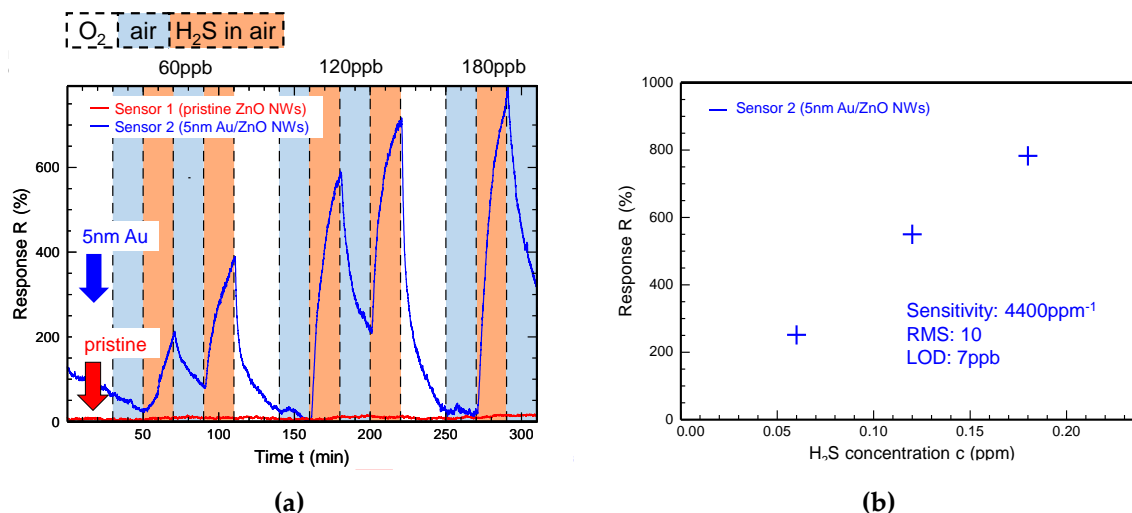 O₂ air H₂S in air
60ppb 120ppb 180ppb
Sensor 1 (pristine ZnO NWs)
Sensor 2 (5nm Au/ZnO NWs)
5nm Au
pristine
Response R (%)
600
400
200
0
50 100 150 200 250 300
Time t (min)
(a)
Sensor 2 (5nm Au/ZnO NWs)
Response R (%)
1000
800
600
400
200
0
Sensitivity: 4400ppm⁻¹
RMS: 10
LOD: 7ppb
0.00 0.05 0.10 0.15 0.20
H₂S concentration c (ppm)
(b)